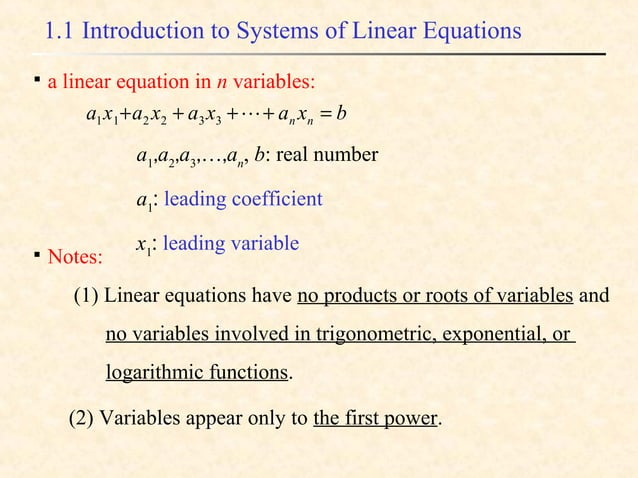 1.1 Introduction to Systems of Linear Equations
▪ a linear equation in n variables:
a₁x₁+a₂x₂ + a₃x₃ + ⋯ + aₙxₙ = b
a₁,a₂,a₃,…,aₙ, b: real number
a₁: leading coefficient
x₁: leading variable
▪ Notes:
(1) Linear equations have no products or roots of variables and
no variables involved in trigonometric, exponential, or
logarithmic functions.
(2) Variables appear only to the first power.